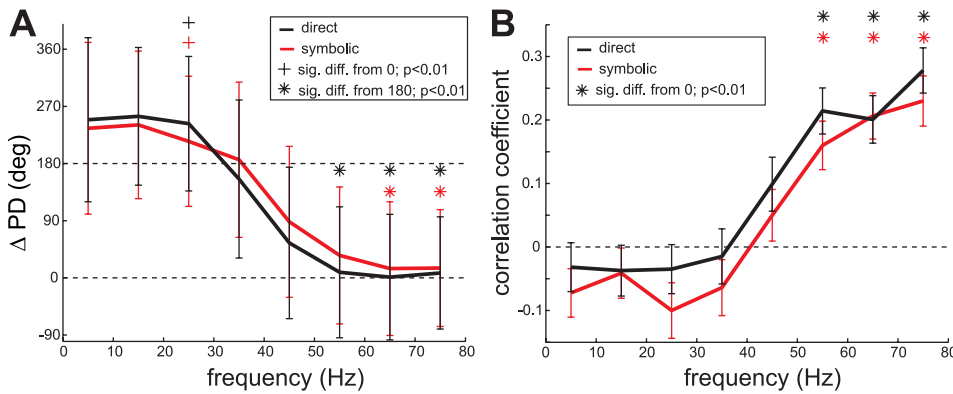 A
Δ PD (deg)
360
270
180
90
0
-90
0 10 20 30 40 50 60 70 80
frequency (Hz)
direct
symbolic
sig. diff. from 0; p<0.01
sig. diff. from 180; p<0.01
B
correlation coefficient
0.3
0.2
0.1
0
-0.1
0 10 20 30 40 50 60 70 80
frequency (Hz)
direct
symbolic
sig. diff. from 0; p<0.01